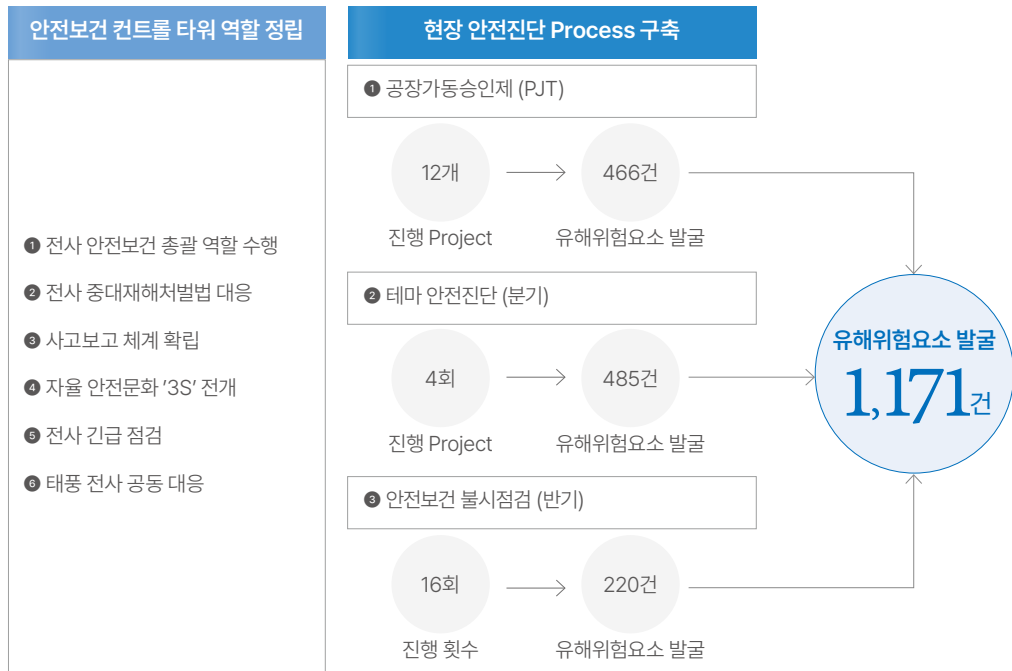 안전보건 컨트롤 타워 역할 정립
❶ 전사 안전보건 총괄 역할 수행
❷ 전사 중대재해처벌법 대응
❸ 사고보고 체계 확립
❹ 자율 안전문화 '3S' 전개
❺ 전사 긴급 점검
❻ 태풍 전사 공동 대응
현장 안전진단 Process 구축
❶ 공장가동승인제 (PJT)
12개
466건
진행 Project
유해위험요소 발굴
❷ 테마 안전진단 (분기)
4회
485건
진행 Project
유해위험요소 발굴
❸ 안전보건 불시점검 (반기)
16회
220건
진행 횟수
유해위험요소 발굴
유해위험요소 발굴
1,171건